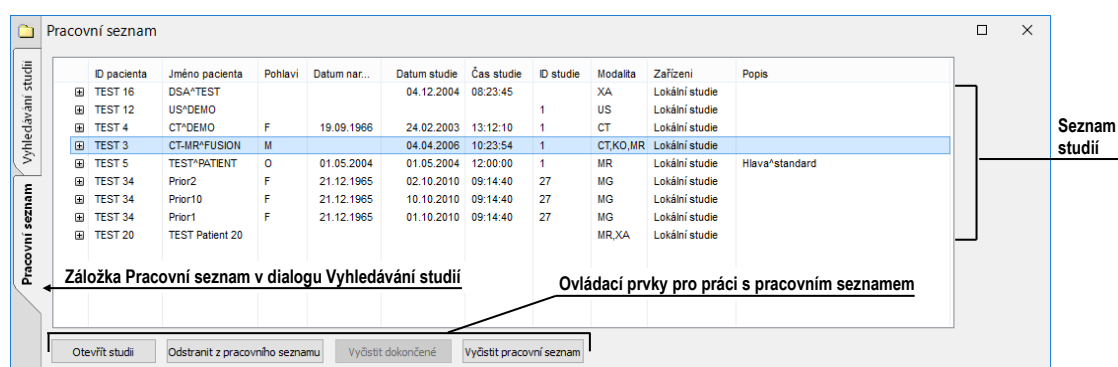 Pracovní seznam
Vyhledávání studií
Pracovní seznam
ID pacienta Jméno pacienta Pohlaví Datum nar... Datum studie Čas studie ID studie Modalita Zařízení Popis
TEST 16 DSA^TEST 04.12.2004 08:23:45 XA Lokální studie
TEST 12 US^DEMO 1 US Lokální studie
TEST 4 CT^DEMO F 19.09.1966 24.02.2003 13:12:10 1 CT Lokální studie
TEST 3 CT-MR^FUSION M 04.04.2006 10:23:54 1 CT,KO,MR Lokální studie
TEST 5 TEST^PATIENT O 01.05.2004 01.05.2004 12:00:00 1 MR Lokální studie Hlava^standard
TEST 34 Prior2 F 21.12.1965 02.10.2010 09:14:40 27 MG Lokální studie
TEST 34 Prior10 F 21.12.1965 10.10.2010 09:14:40 27 MG Lokální studie
TEST 34 Prior1 F 21.12.1965 01.10.2010 09:14:40 27 MG Lokální studie
TEST 20 TEST Patient 20 MR,XA Lokální studie
Seznam
studií
Záložka Pracovní seznam v dialogu Vyhledávání studií
Ovládací prvky pro práci s pracovním seznamem
Otevřít studii Odstranit z pracovního seznamu Vyčistit dokončené Vyčistit pracovní seznam